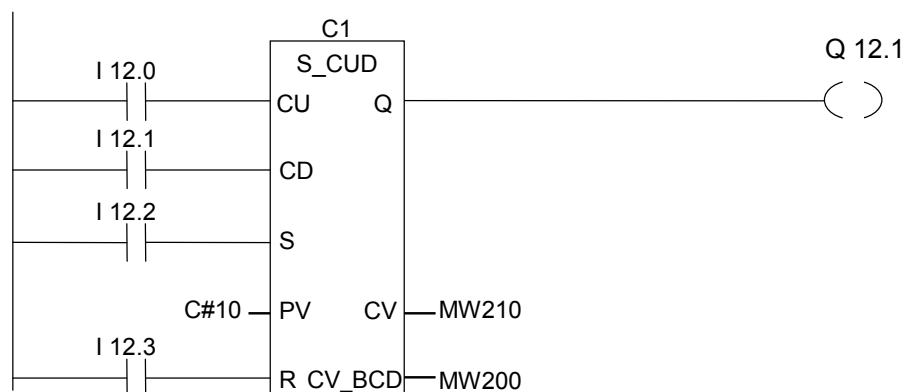 C1
S_CUD
Q 12.1
I 12.0
CU Q
I 12.1
CD
I 12.2
S
C#10 PV CV MW210
I 12.3
R CV_BCD MW200